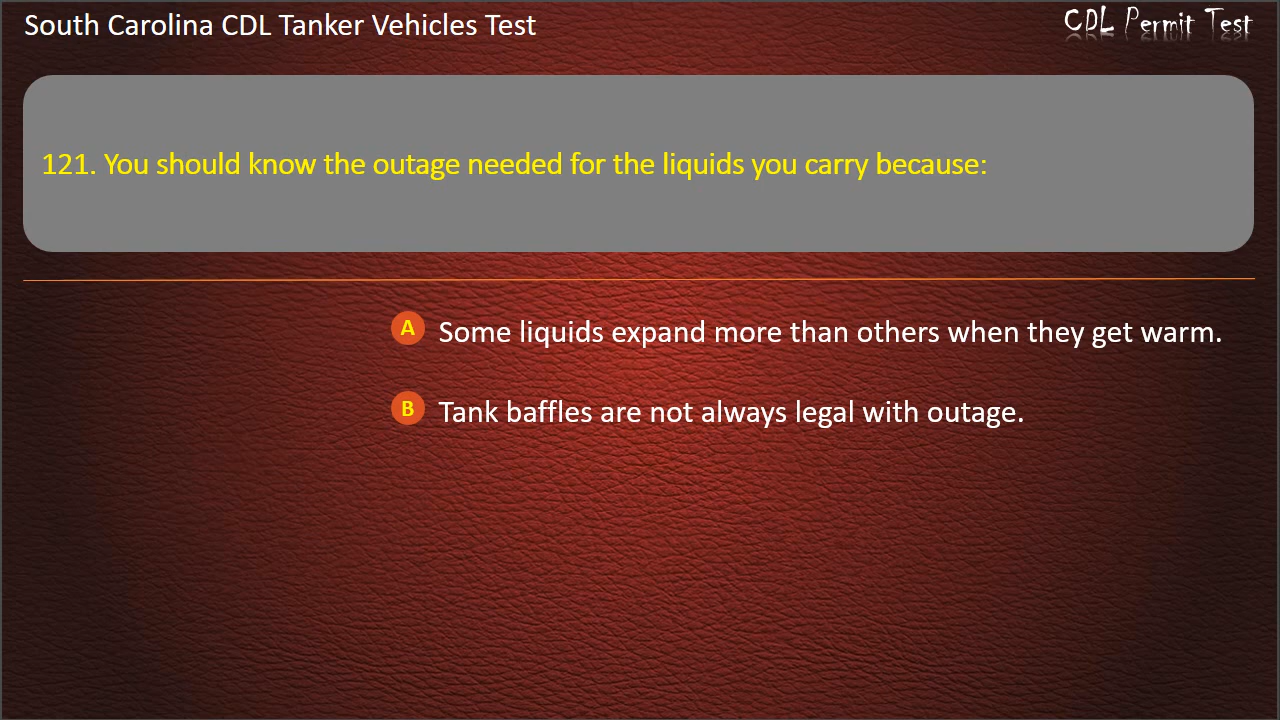 South Carolina CDL Tanker Vehicles Test
CDL Permit Test
121. You should know the outage needed for the liquids you carry because:
A Some liquids expand more than others when they get warm.
B Tank baffles are not always legal with outage.